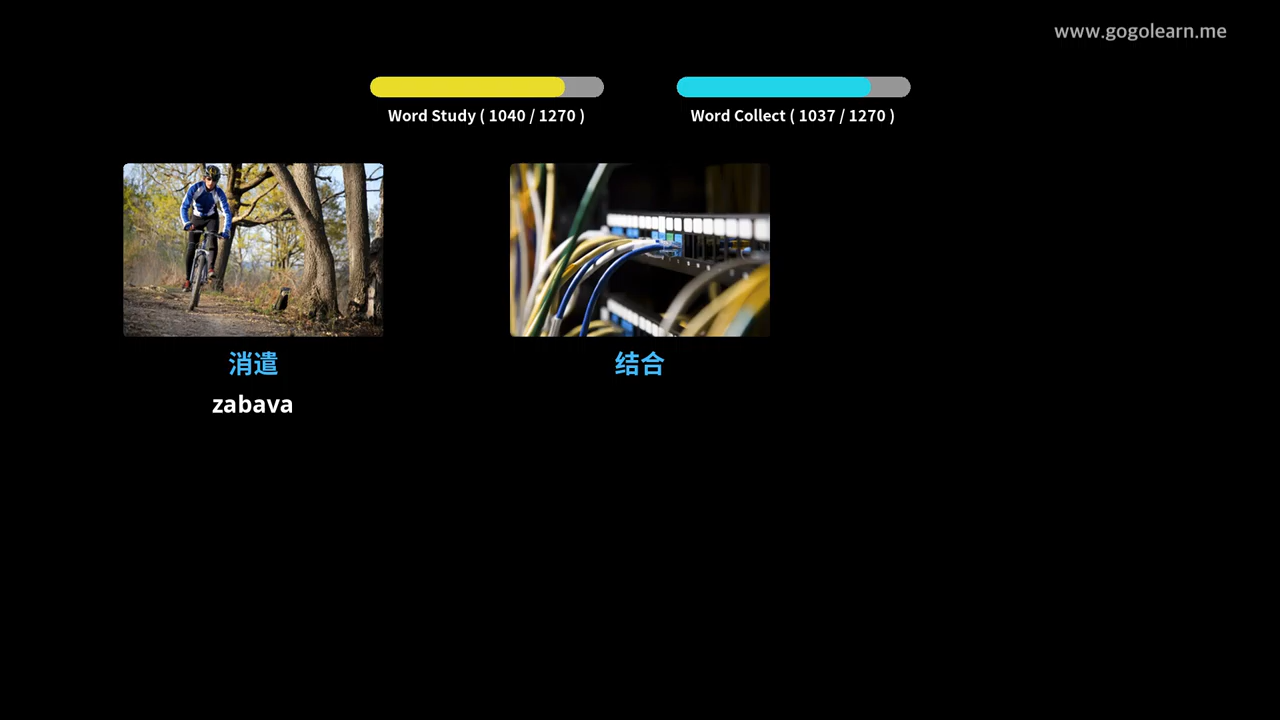 www.gogolearn.me
Word Study ( 1040 / 1270 )
Word Collect ( 1037 / 1270 )
消遣
结合
zabava